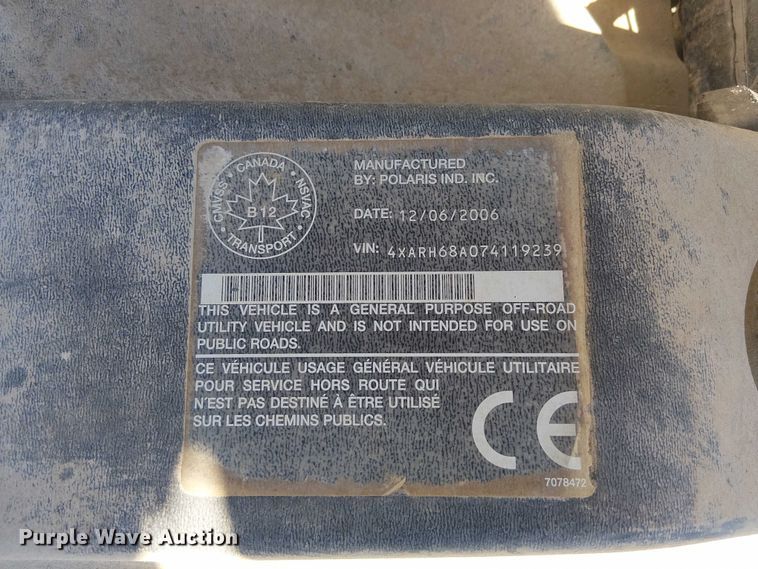 CANADA
CMVSS NSVAC
B 12
TRANSPORT
MANUFACTURED
BY: POLARIS IND. INC.
DATE: 12/06/2006
VIN: 4XARH68A074119239
THIS VEHICLE IS A GENERAL PURPOSE OFF-ROAD
UTILITY VEHICLE AND IS NOT INTENDED FOR USE ON
PUBLIC ROADS.
CE VÉHICULE USAGE GÉNÉRAL VÉHICULE UTILITAIRE
POUR SERVICE HORS ROUTE QUI
N'EST PAS DESTINÉ À ÊTRE UTILISÉ
SUR LES CHEMINS PUBLICS.
CE
7078472
Purple Wave Auction